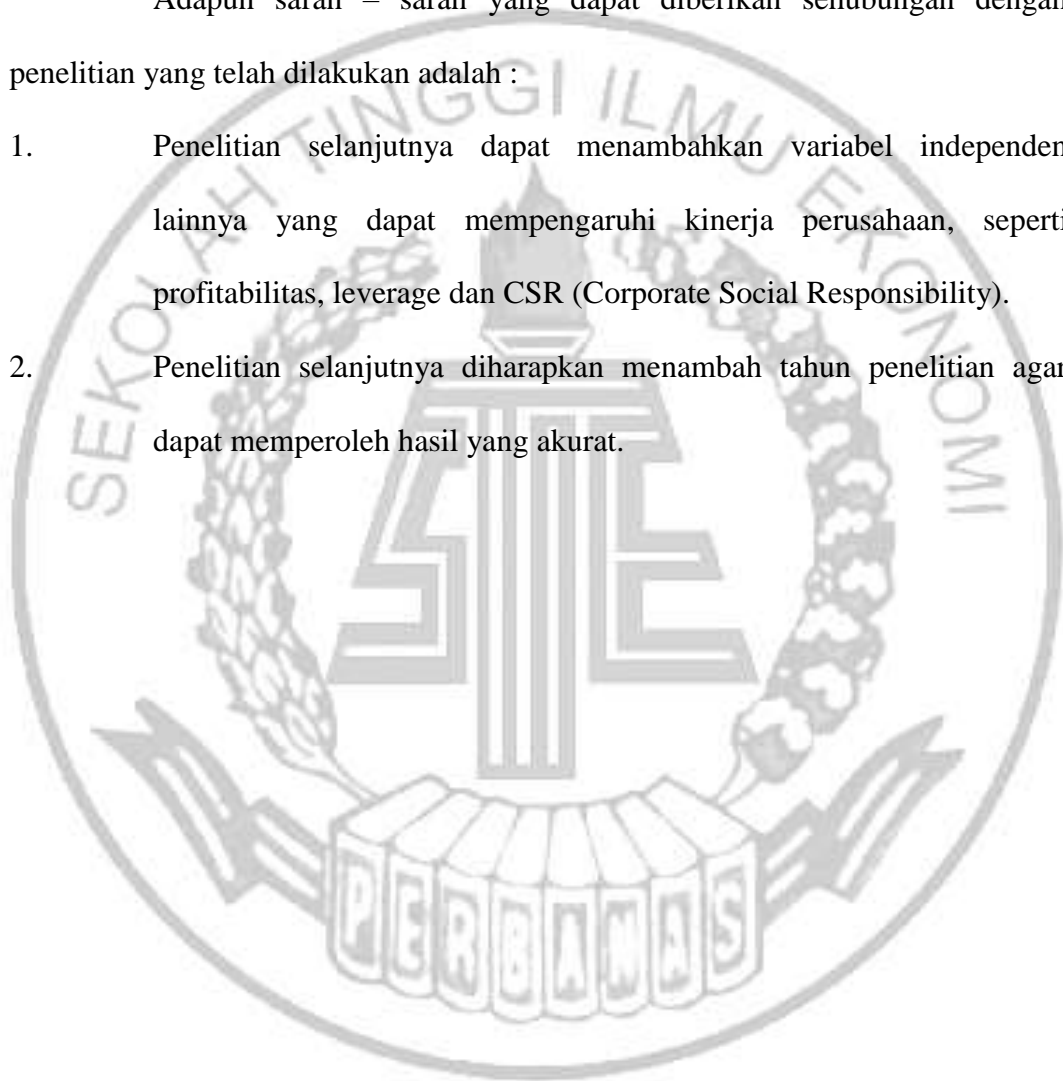 Adapun saran – saran yang dapat diberikan sehubungan dengan
penelitian yang telah dilakukan adalah :
1. Penelitian selanjutnya dapat menambahkan variabel independen
lainnya yang dapat mempengaruhi kinerja perusahaan, seperti
profitabilitas, leverage dan CSR (Corporate Social Responsibility).
2. Penelitian selanjutnya diharapkan menambah tahun penelitian agar
dapat memperoleh hasil yang akurat.
SEKOLAH TINGGI ILMU EKONOMI
STIE
PERBANAS